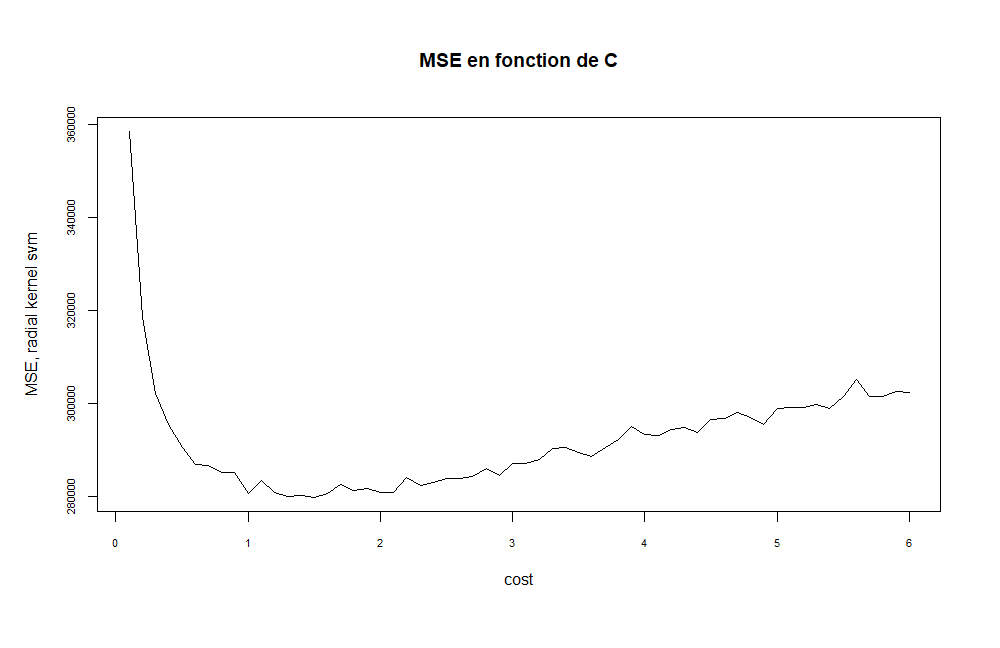 MSE en fonction de C
MSE, radial kernel svm
360000
340000
320000
300000
280000
0 1 2 3 4 5 6
cost